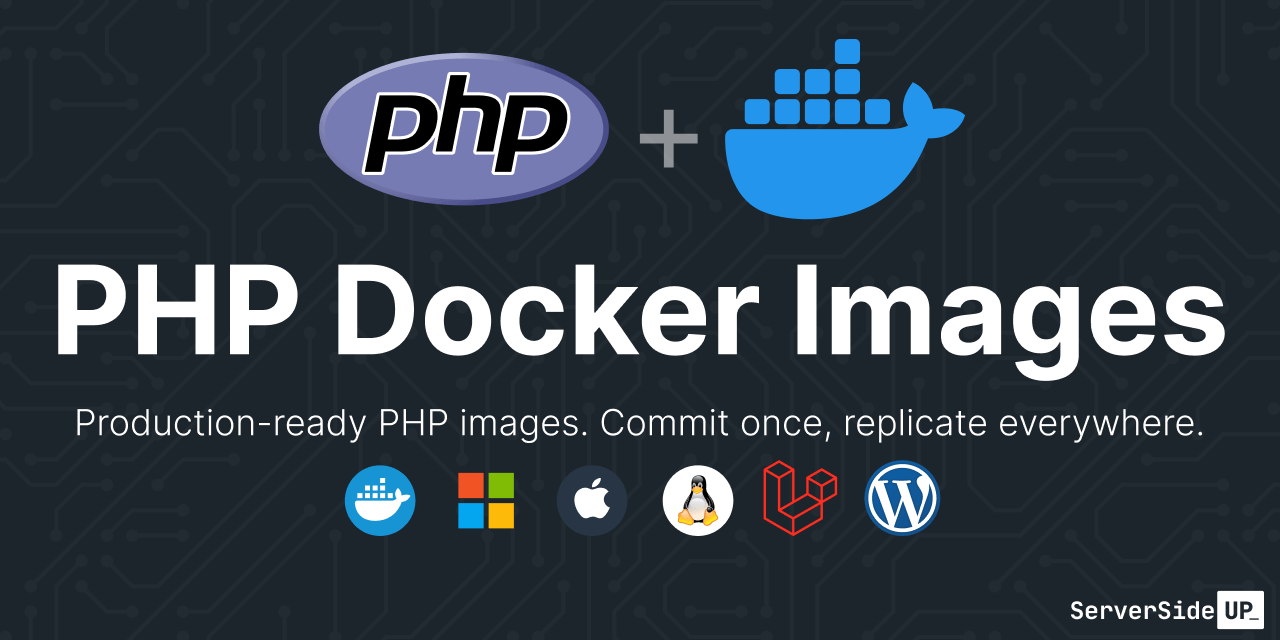 php
PHP Docker Images
Production-ready PHP images. Commit once, replicate everywhere.
ServerSide UP_